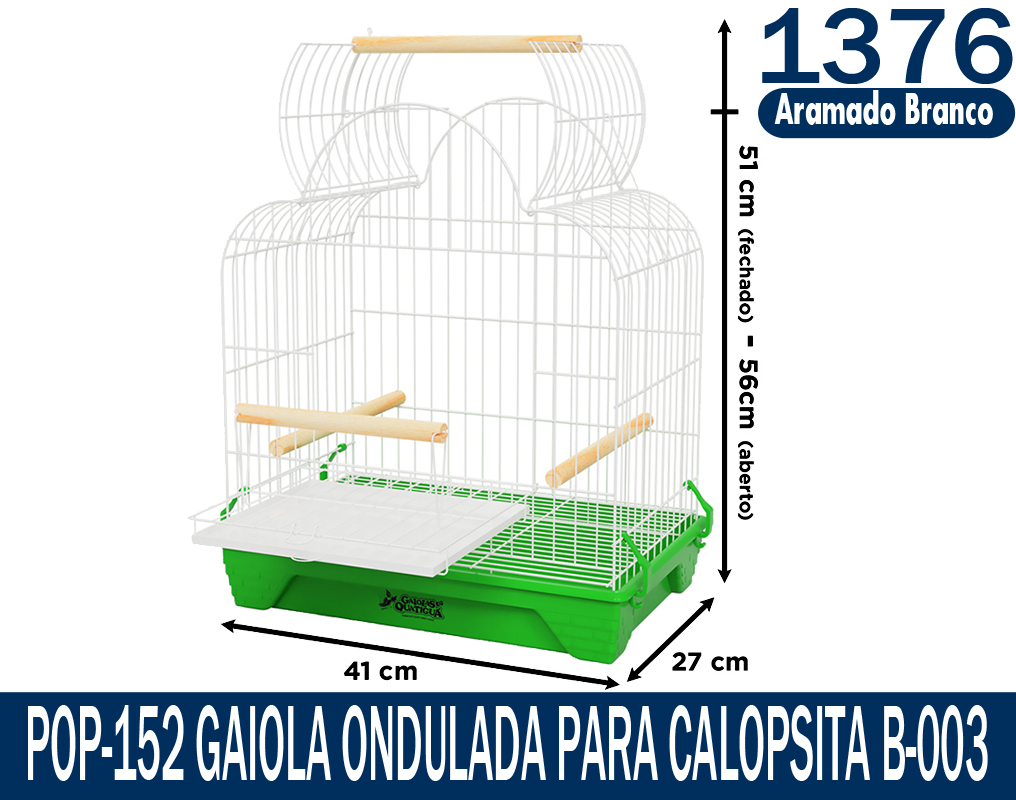 1376
Aramado Branco
51 cm (fechado) - 56cm (aberto)
GAIOLAS
QUATIGUÁ
27 cm
41 cm
POP-152 GAIOLA ONDULADA PARA CALOPSITA B-003